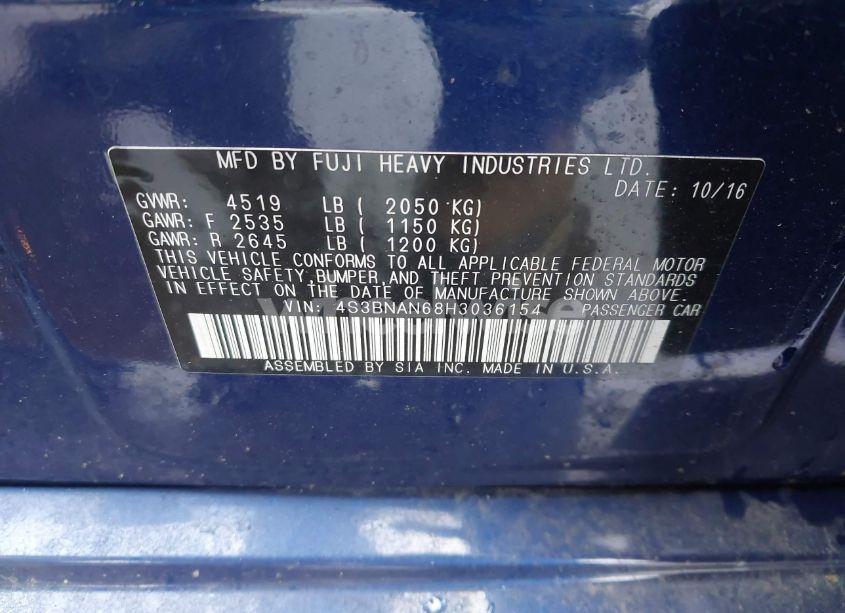 MFD BY FUJI HEAVY INDUSTRIES LTD.
DATE: 10/16
GVWR: 4519 LB ( 2050 KG)
GAWR: F 2535 LB ( 1150 KG)
GAWR: R 2645 LB ( 1200 KG)
THIS VEHICLE CONFORMS TO ALL APPLICABLE FEDERAL MOTOR
VEHICLE SAFETY, BUMPER, AND THEFT PREVENTION STANDARDS
IN EFFECT ON THE DATE OF MANUFACTURE SHOWN ABOVE.
VIN: 4S3BNAN68H3036154 PASSENGER CAR
ASSEMBLED BY SIA INC. MADE IN U.S.A.